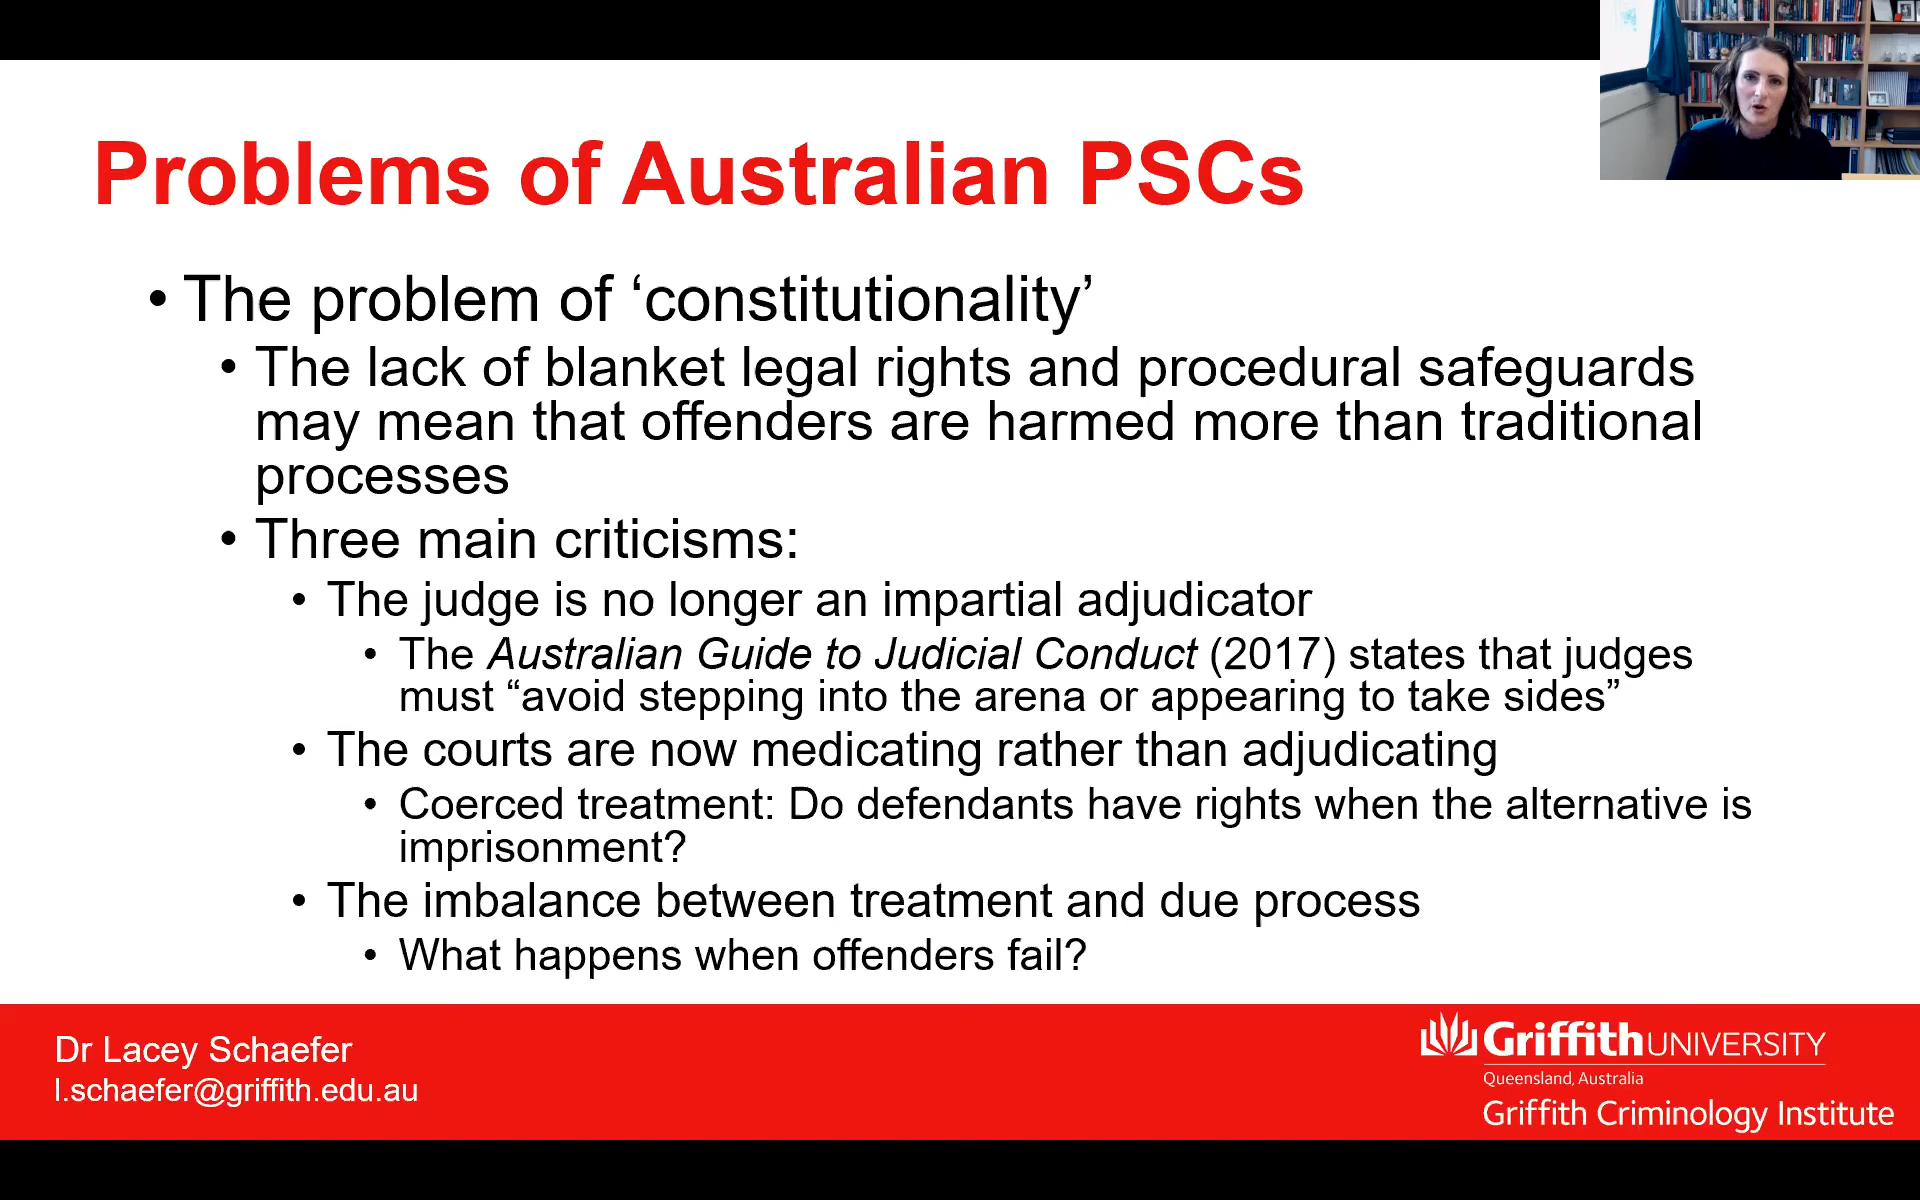 Problems of Australian PSCs
• The problem of ‘constitutionality’
• The lack of blanket legal rights and procedural safeguards
may mean that offenders are harmed more than traditional
processes
• Three main criticisms:
• The judge is no longer an impartial adjudicator
• The Australian Guide to Judicial Conduct (2017) states that judges
must “avoid stepping into the arena or appearing to take sides”
• The courts are now medicating rather than adjudicating
• Coerced treatment: Do defendants have rights when the alternative is
imprisonment?
• The imbalance between treatment and due process
• What happens when offenders fail?
Dr Lacey Schaefer
l.schaefer@griffith.edu.au
Griffith UNIVERSITY
Queensland, Australia
Griffith Criminology Institute